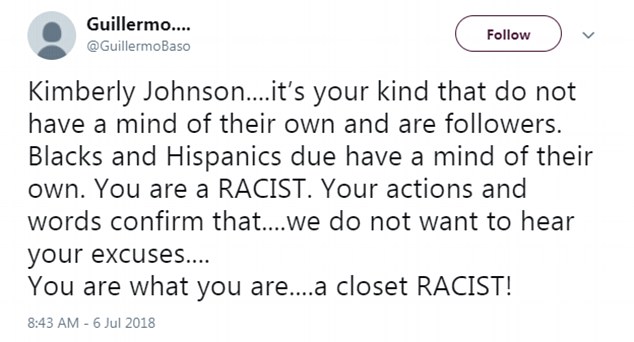 Guillermo....
@GuillermoBaso
Follow
Kimberly Johnson....it's your kind that do not
have a mind of their own and are followers.
Blacks and Hispanics due have a mind of their
own. You are a RACIST. Your actions and
words confirm that....we do not want to hear
your excuses....
You are what you are....a closet RACIST!
8:43 AM - 6 Jul 2018